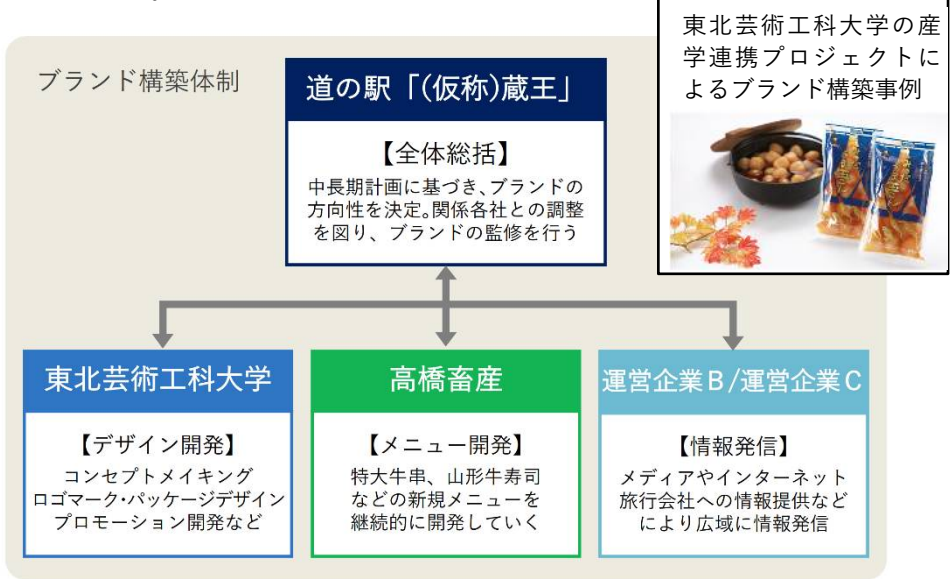 ブランド構築体制
東北芸術工科大学の産
学連携プロジェクトに
よるブランド構築事例
道の駅「(仮称)蔵王」
【全体総括】
中長期計画に基づき、ブランドの
方向性を決定。関係各社との調整
を図り、ブランドの監修を行う
東北芸術工科大学
【デザイン開発】
コンセプトメイキング
ロゴマーク・パッケージデザイン
プロモーション開発など
高橋畜産
【メニュー開発】
特大牛串、山形牛寿司
などの新規メニューを
継続的に開発していく
運営企業B/運営企業C
【情報発信】
メディアやインターネット
旅行会社への情報提供など
により広域に情報発信